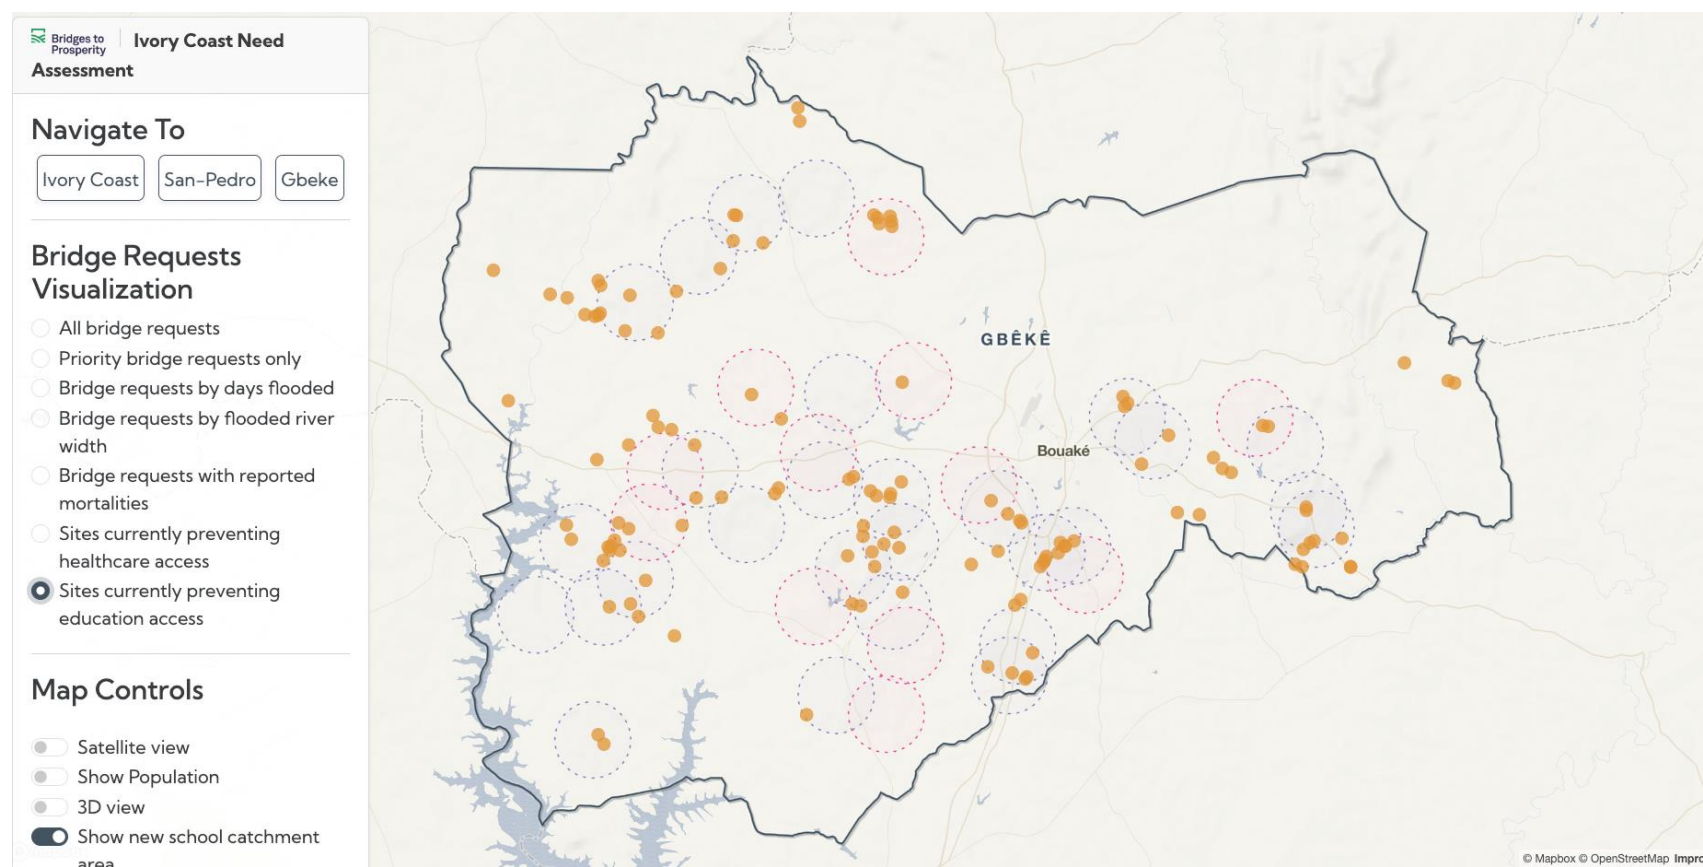 Bridges to
Prosperity
Ivory Coast Need
Assessment
Navigate To
Ivory Coast
San-Pedro
Gbeke
Bridge Requests
Visualization
All bridge requests
Priority bridge requests only
Bridge requests by days flooded
Bridge requests by flooded river
width
Bridge requests with reported
mortalities
Sites currently preventing
healthcare access
Sites currently preventing
education access
Map Controls
Satellite view
Show Population
3D view
Show new school catchment
area
GBÊKÊ
Bouaké
© Mapbox © OpenStreetMap Impro